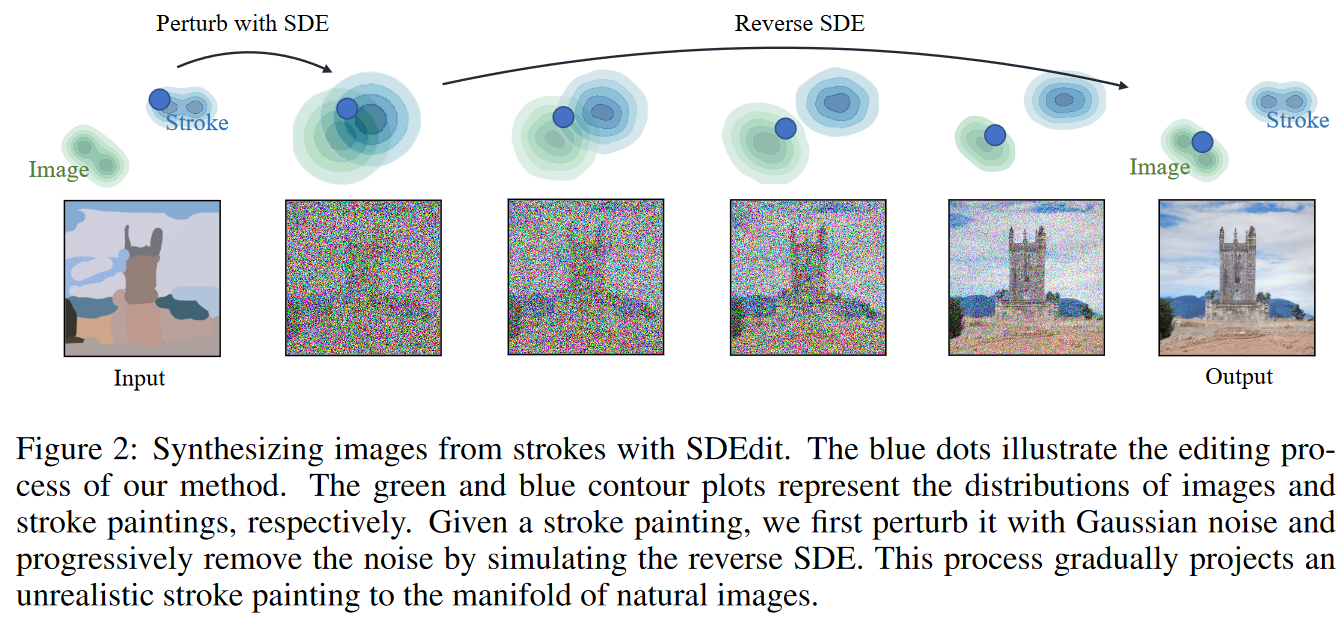 Perturb with SDE
Reverse SDE
Stroke
Image
Stroke
Image
Input
Output
Figure 2: Synthesizing images from strokes with SDEdit. The blue dots illustrate the editing pro-
cess of our method. The green and blue contour plots represent the distributions of images and
stroke paintings, respectively. Given a stroke painting, we first perturb it with Gaussian noise and
progressively remove the noise by simulating the reverse SDE. This process gradually projects an
unrealistic stroke painting to the manifold of natural images.